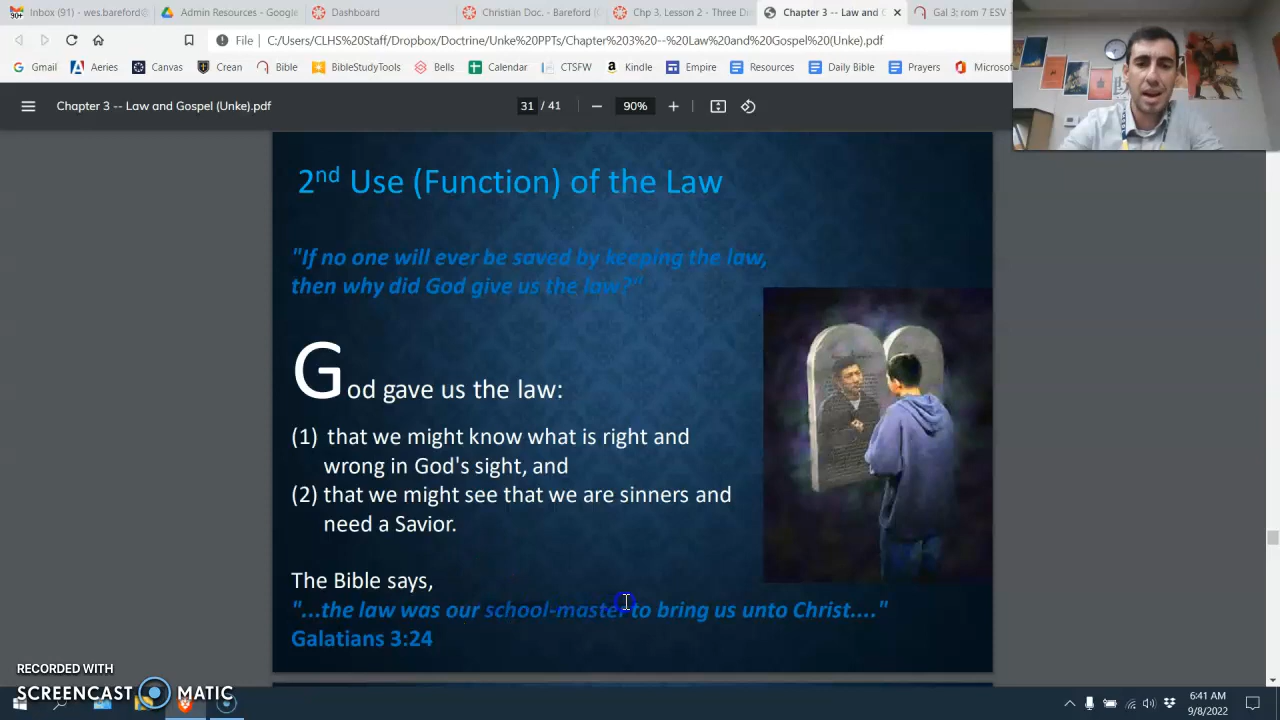 Inbox (91) - wes.bareford@
Admin Resources - Google
Dashboard
Christian Doc. - Bareford (
Chp 3. Lesson 2 - Three Di
Chapter 3 -- Law and G
Gal 3; rom 7 ESV
File
C:/Users/CLHS%20Staff/Dropbox/Doctrine/Unke%20PPTs/Chapter%203%20--%20Law%20and%20Gospel%20(Unke).pdf
Gmail
Aeries
Canvas
Crean
Bible
BibleStudyTools
Calendar
CTSFW
Kindle
Empire
Resources
Daily Bible
Prayers
Microso
Chapter 3 -- Law and Gospel (Unke).pdf
31 / 41
90%
2nd Use (Function) of the Law
"If no one will ever be saved by keeping the law,
then why did God give us the law?"
God gave us the law:
(1) that we might know what is right and
wrong in God's sight, and
(2) that we might see that we are sinners and
need a Savior.
The Bible says,
"...the law was our school-master to bring us unto Christ...."
Galatians 3:24
RECORDED WITH
SCREENCAST MATIC
6:41 AM
9/8/2022